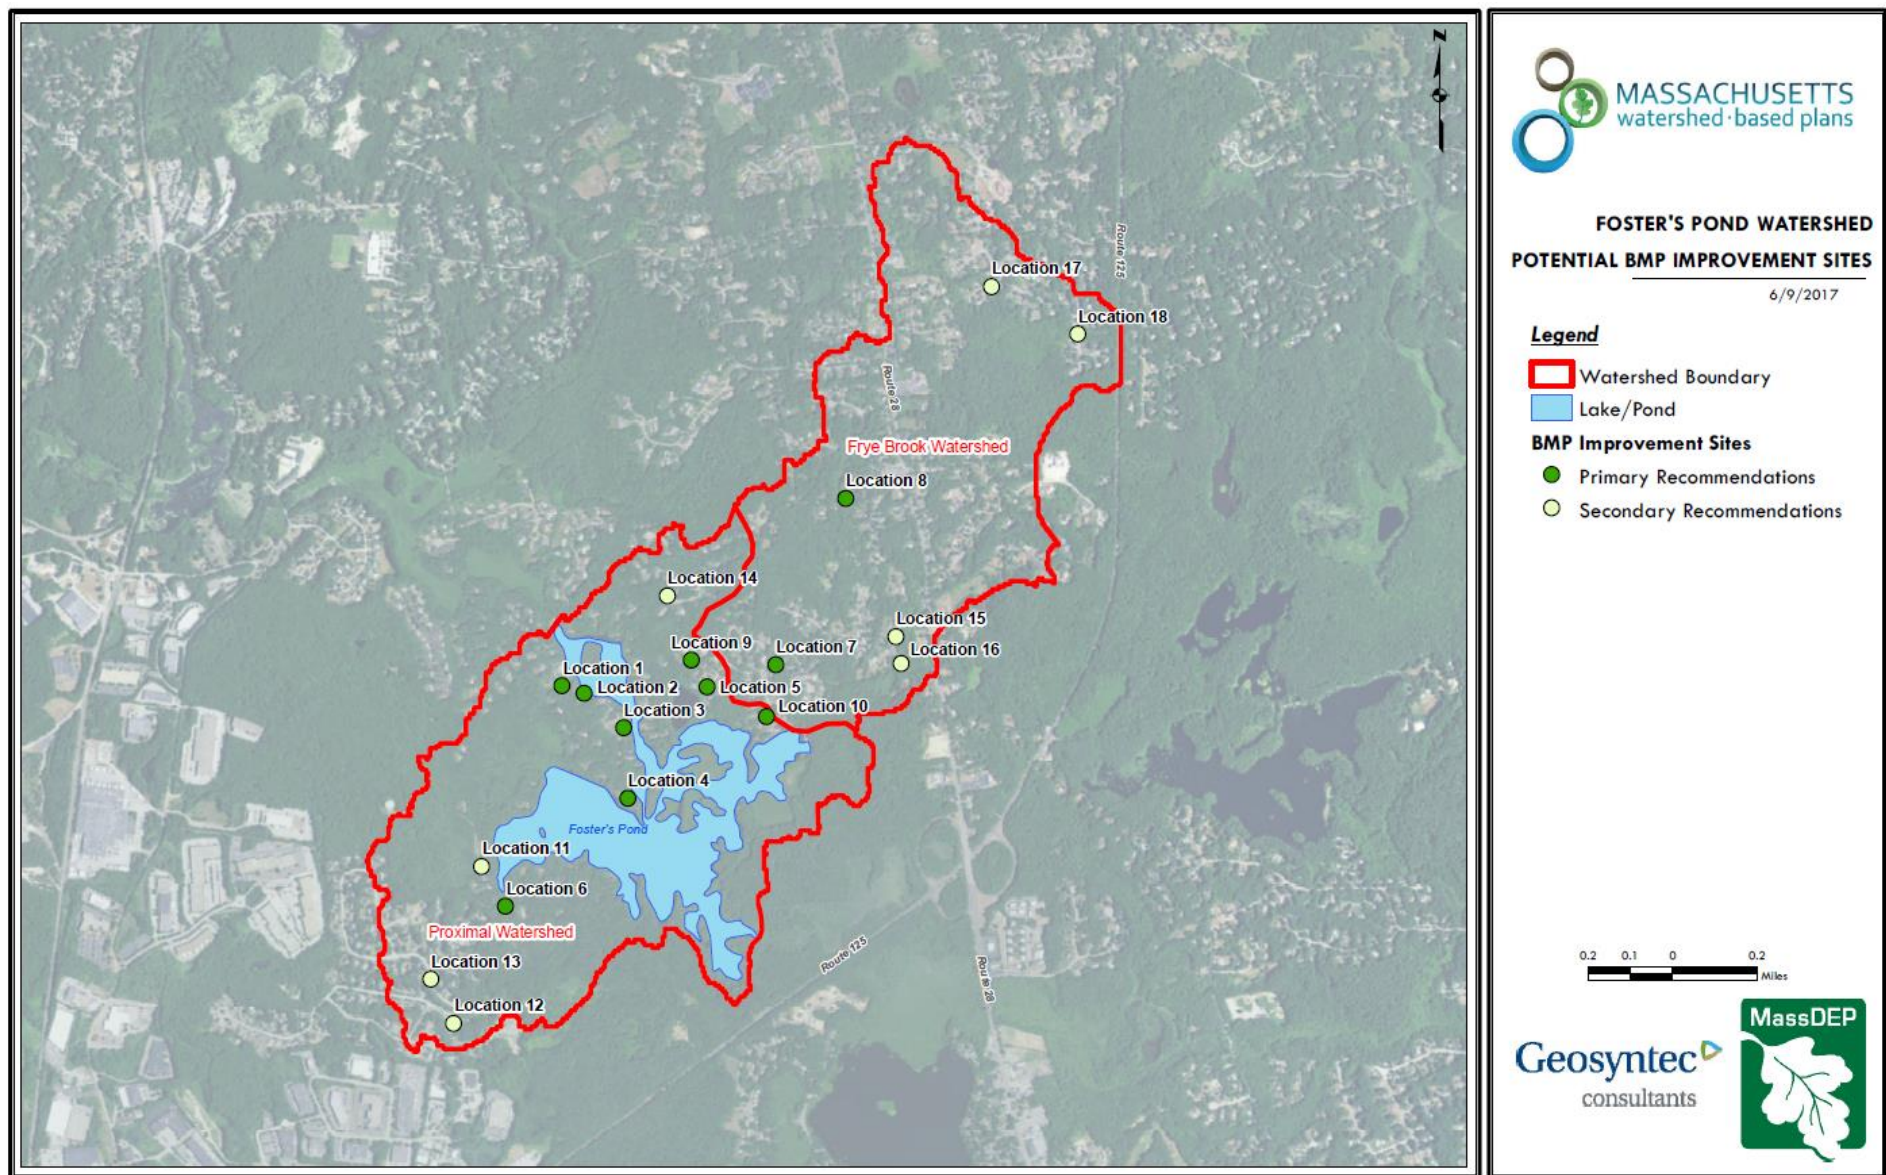 N
Location 17
Route 125
Location 18
Route 28
Frye Brook Watershed
Location 8
Location 14
Location 15
Location 9
Location 7
Location 16
Location 1
Location 2
Location 5
Location 3
Location 10
Location 4
Foster's Pond
Location 11
Location 6
Proximal Watershed
Route 125
Location 13
Route 28
Location 12
MASSACHUSETTS
watershed·based plans
FOSTER'S POND WATERSHED
POTENTIAL BMP IMPROVEMENT SITES
6/9/2017
Legend
Watershed Boundary
Lake/Pond
BMP Improvement Sites
Primary Recommendations
Secondary Recommendations
0.2 0.1 0 0.2
Miles
MassDEP
Geosyntec
consultants